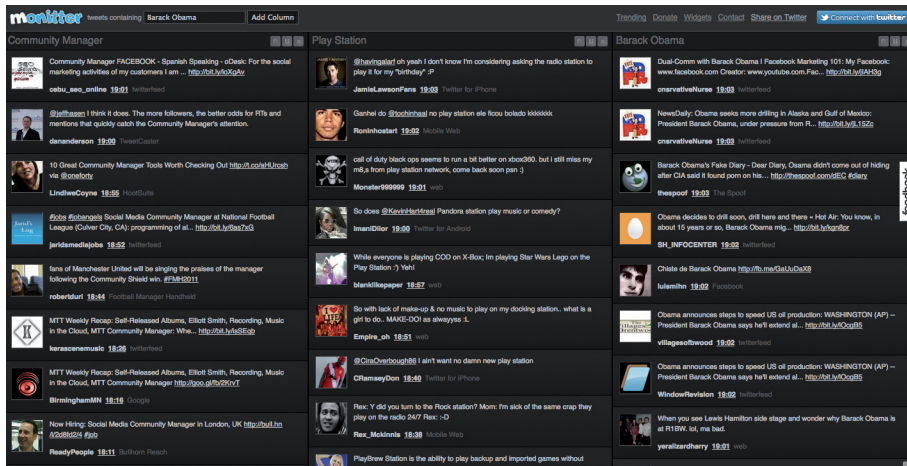 monitter tweets containing Barack Obama Add Column
Trending Donate Widgets Contact Share on Twitter Connect with twitter
Community Manager
Community Manager FACEBOOK - Spanish Speaking - oDesk: For the social
marketing activities of my customers I am ... http://bit.ly/loXgAv
cebu_seo_online 19:01 twitterfeed
@jeffhasen I think it does. The more followers, the better odds for RTs and
mentions that quickly catch the Community Manager's attention.
dananderson 19:00 TweetCaster
10 Great Community Manager Tools Worth Checking Out http://t.co/aHUrcsh
via @oneforty
LindiweCoyne 18:55 HootSuite
#jobs #jobangels Social Media Community Manager at National Football
League (Culver City, CA): programming of al... http://bit.ly/6as7xG
jaridsmediajobs 18:52 twitterfeed
fans of Manchester United will be singing the praises of the manager
following the Community Shield win. #FMH2011
robertduri 18:44 Football Manager Handheld
MTT Weekly Recap: Self-Released Albums, Elliott Smith, Recording, Music
in the Cloud, MTT Community Manager: Whe... http://bit.ly/lsSEqb
kerascenemusic 18:26 twitterfeed
MTT Weekly Recap: Self-Released Albums, Elliott Smith, Recording, Music
in the Cloud, MTT Community Manager http://goo.gl/fb/2KrvT
BirminghamMN 18:16 Google
Now Hiring: Social Media Community Manager in London, UK http://bull.hn
/l/2d8fd2/4 #job
ReadyPeople 18:11 Bullhorn Reach
Play Station
@havingalarf oh yeah I don't know I'm considering asking the radio station to
play it for my "birthday" :P
JamieLawsonFans 19:03 Twitter for iPhone
Ganhei do @tochinhaal no play station ele ficou bolado kkkkkkk
Roninhostart 19:02 Mobile Web
call of duty black ops seems to run a bit better on xbox360. but i still miss my
m8,s from play station network, come back soon psn :)
Monster999999 19:01 web
So does @KevinHart4real Pandora station play music or comedy?
ImaniDiior 19:00 Twitter for Android
While everyone is playing COD on X-Box; Im playing Star Wars Lego on the
Play Station :') Yeh!
blanklikepaper 18:57 web
So with lack of make-up & no music to play on my docking station.. what is a
girl to do.. MAKE-DO! as alwayyss :L
Empire_oh 18:51 web
@CiraOverbough86 I ain't want no damn new play station
CRamseyDon 18:40 Twitter for iPhone
Rex: Y did you turn to the Rock station? Mom: I'm sick of the same crap they
play on the radio 24/7 Rex: :-D
Rex_Mckinnis 18:38 Mobile Web
PlayBrew Station is the ability to play backup and imported games without
Barack Obama
Dual-Comm with Barack Obama I Facebook Marketing 101: My Facebook:
www.facebook.com Creator: www.youtube.com.Fac... http://bit.ly/jIAH3g
cnsrvativeNurse 19:03 twitterfeed
NewsDaily: Obama seeks more drilling in Alaska and Gulf of Mexico:
President Barack Obama, under pressure from R... http://bit.ly/jL15Zc
cnsrvativeNurse 19:03 twitterfeed
Barack Obama's Fake Diary - Dear Diary, Osama didn't come out of hiding
after CIA said it found porn on his... http://thespoof.com/dEC #diary
thespoof 19:03 The Spoof
feedback
Obama decides to drill soon, drill here and there « Hot Air: You know, in
about 15 years or so, Barack Obama mig... http://bit.ly/kgn6pr
SH_INFOCENTER 19:02 twitterfeed
Chiste de Barack Obama http://fb.me/GaUuDaX8
luismihn 19:02 Facebook
Obama announces steps to speed US oil production: WASHINGTON (AP) --
President Barack Obama says he'll extend al... http://bit.ly/lOcgB5
villagesofwood 19:02 twitterfeed
Obama announces steps to speed US oil production: WASHINGTON (AP) --
President Barack Obama says he'll extend al... http://bit.ly/lOcgB5
WindowRevision 19:02 twitterfeed
When you see Lewis Hamilton side stage and wonder why Barack Obama is
at R1BW. lol, ma bad.
yeralizardharry 19:01 web